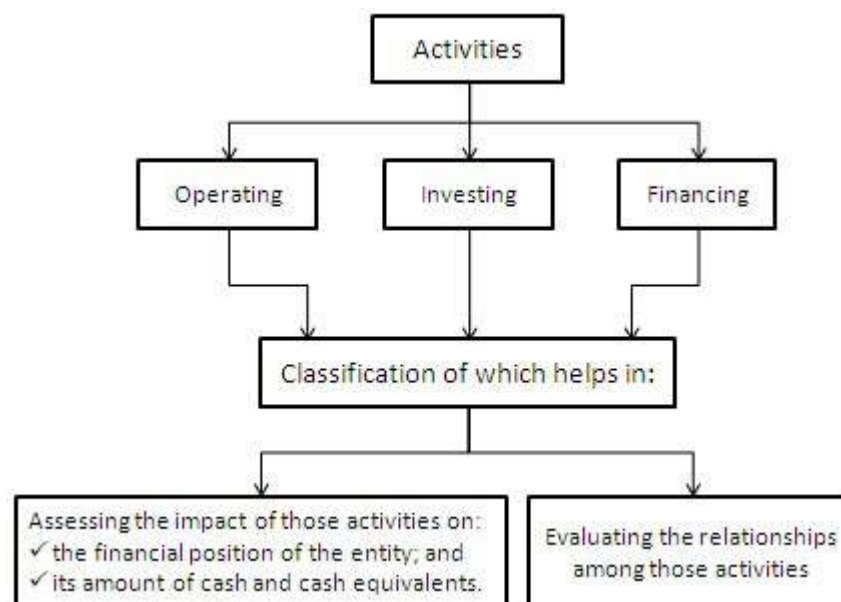 Activities
Operating
Investing
Financing
Classification of which helps in:
Assessing the impact of those activities on:
✓ the financial position of the entity; and
✓ its amount of cash and cash equivalents.
Evaluating the relationships
among those activities